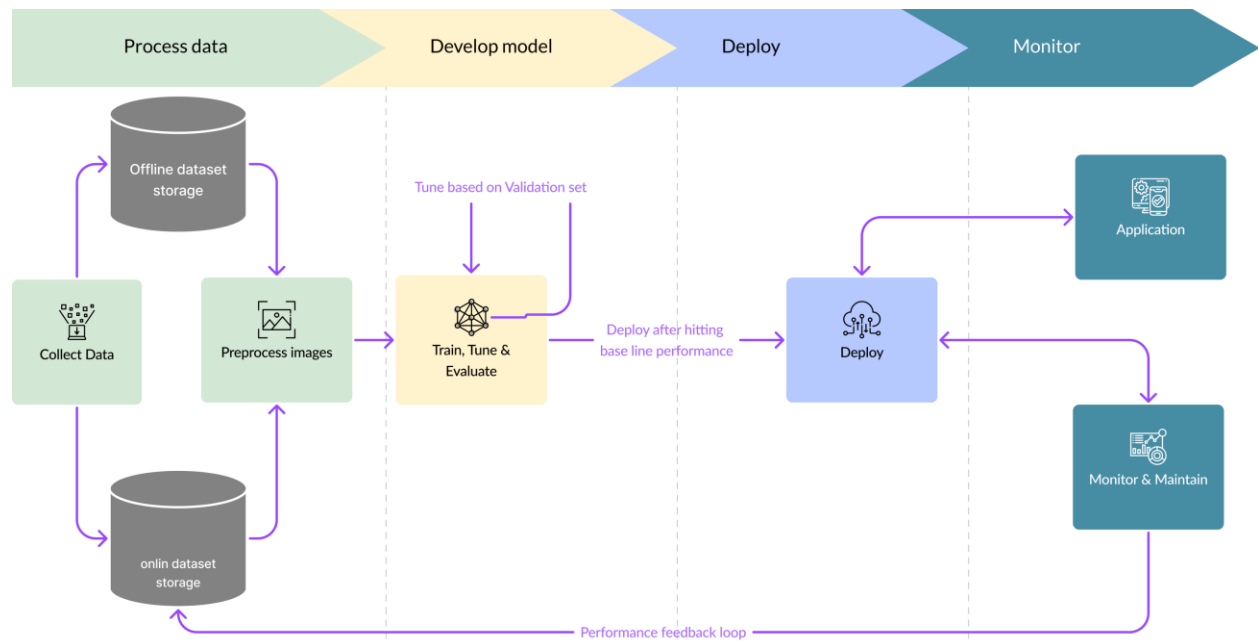 Process data
Develop model
Deploy
Monitor
Offline dataset
storage
Tune based on Validation set
Application
Collect Data
Preprocess images
Train, Tune &
Evaluate
Deploy after hitting
base line performance
Deploy
Monitor & Maintain
onlin dataset
storage
Performance feedback loop